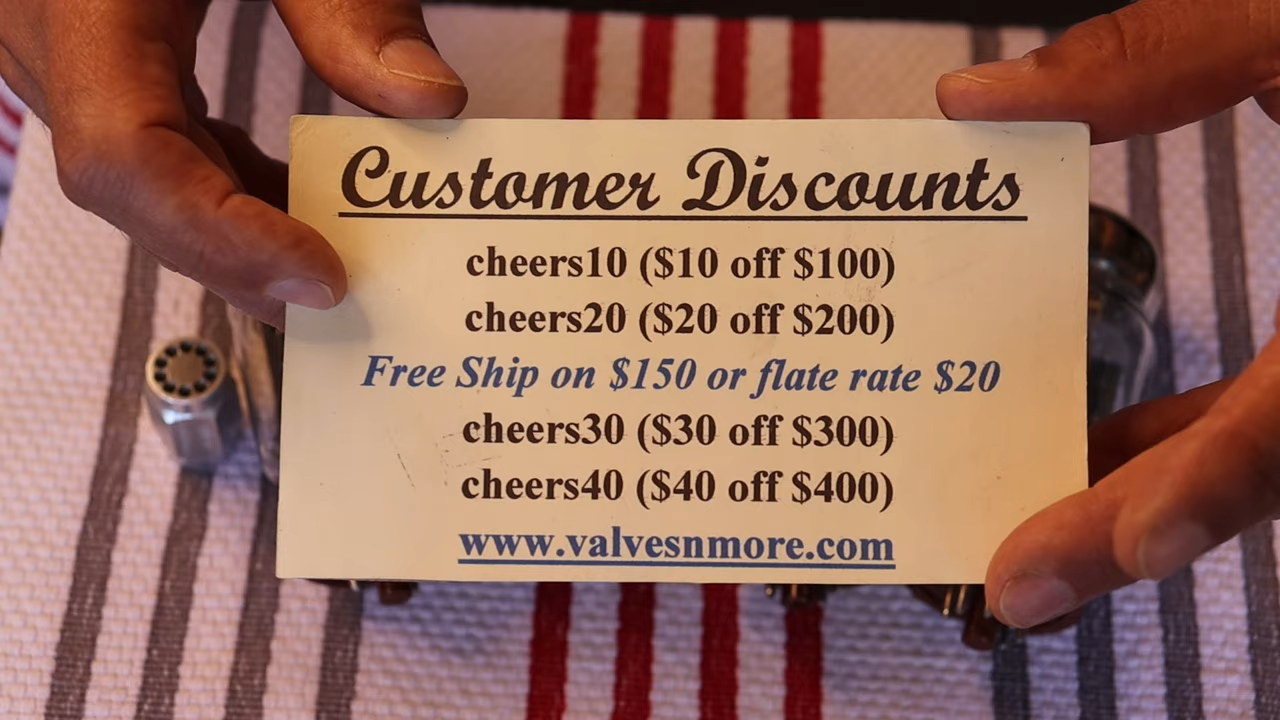 Customer Discounts
cheers10 ($10 off $100)
cheers20 ($20 off $200)
Free Ship on $150 or flate rate $20
cheers30 ($30 off $300)
cheers40 ($40 off $400)
www.valvesnmore.com